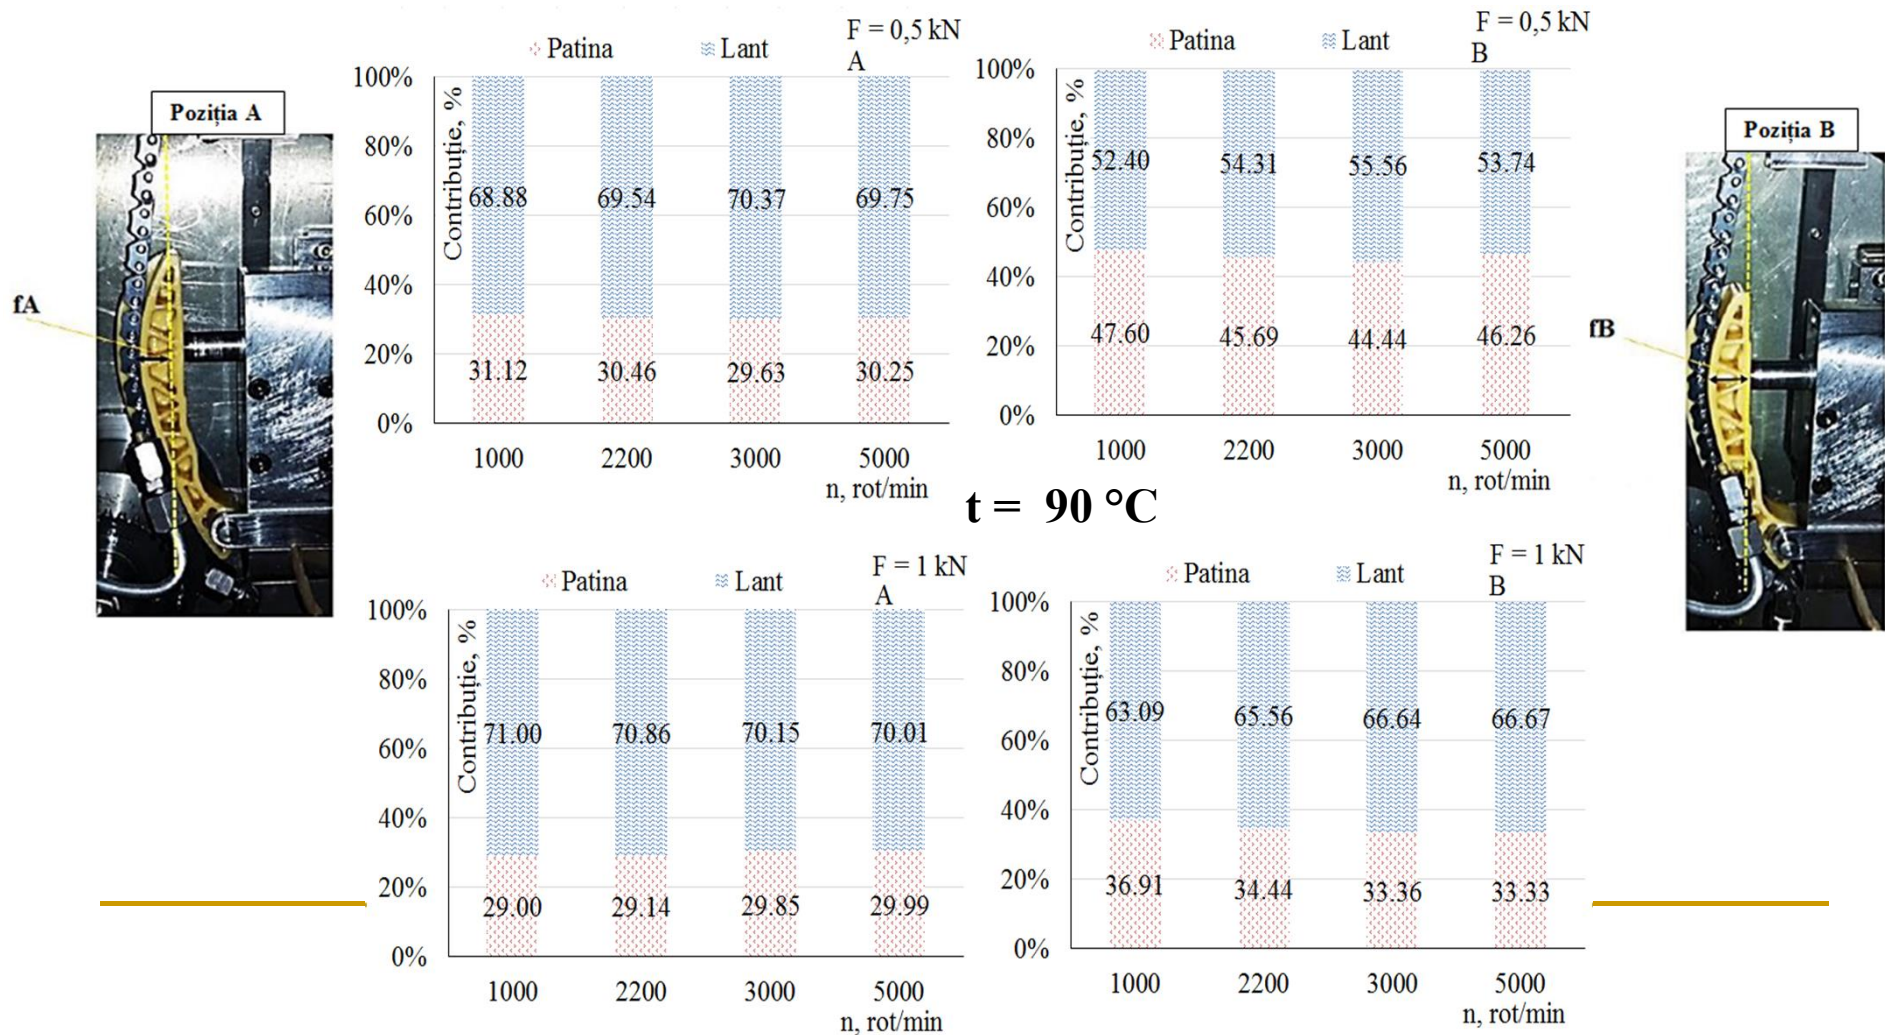 Poziția A
fA
Patina Lant
F = 0,5 kN
A
Contribuție, %
100%
80%
60%
40%
20%
0%
68.88 69.54 70.37 69.75
31.12 30.46 29.63 30.25
1000 2200 3000 5000
n, rot/min
Patina Lant
F = 0,5 kN
B
Contribuție, %
100%
80%
60%
40%
20%
0%
52.40 54.31 55.56 53.74
47.60 45.69 44.44 46.26
1000 2200 3000 5000
n, rot/min
Poziția B
fB
t = 90 °C
Patina Lant
F = 1 kN
A
Contribuție, %
100%
80%
60%
40%
20%
0%
71.00 70.86 70.15 70.01
29.00 29.14 29.85 29.99
1000 2200 3000 5000
n, rot/min
Patina Lant
F = 1 kN
B
Contribuție, %
100%
80%
60%
40%
20%
0%
63.09 65.56 66.64 66.67
36.91 34.44 33.36 33.33
1000 2200 3000 5000
n, rot/min